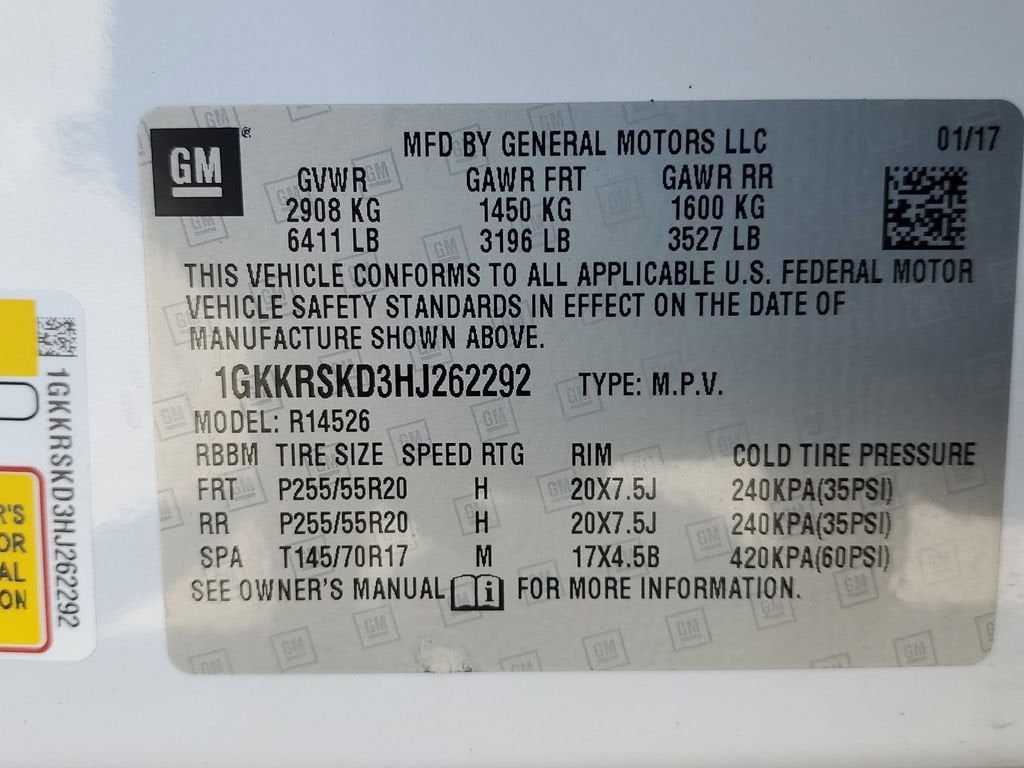 GM
MFD BY GENERAL MOTORS LLC 01/17
GVWR GAWR FRT GAWR RR
2908 KG 1450 KG 1600 KG
6411 LB 3196 LB 3527 LB
THIS VEHICLE CONFORMS TO ALL APPLICABLE U.S. FEDERAL MOTOR
VEHICLE SAFETY STANDARDS IN EFFECT ON THE DATE OF
MANUFACTURE SHOWN ABOVE.
1GKKRSKD3HJ262292 TYPE: M.P.V.
MODEL: R14526
RBBM TIRE SIZE SPEED RTG RIM COLD TIRE PRESSURE
FRT P255/55R20 H 20X7.5J 240KPA(35PSI)
RR P255/55R20 H 20X7.5J 240KPA(35PSI)
SPA T145/70R17 M 17X4.5B 420KPA(60PSI)
SEE OWNER'S MANUAL i FOR MORE INFORMATION.
1GKKRSKD3HJ262292
R'S
OR
AL
ON